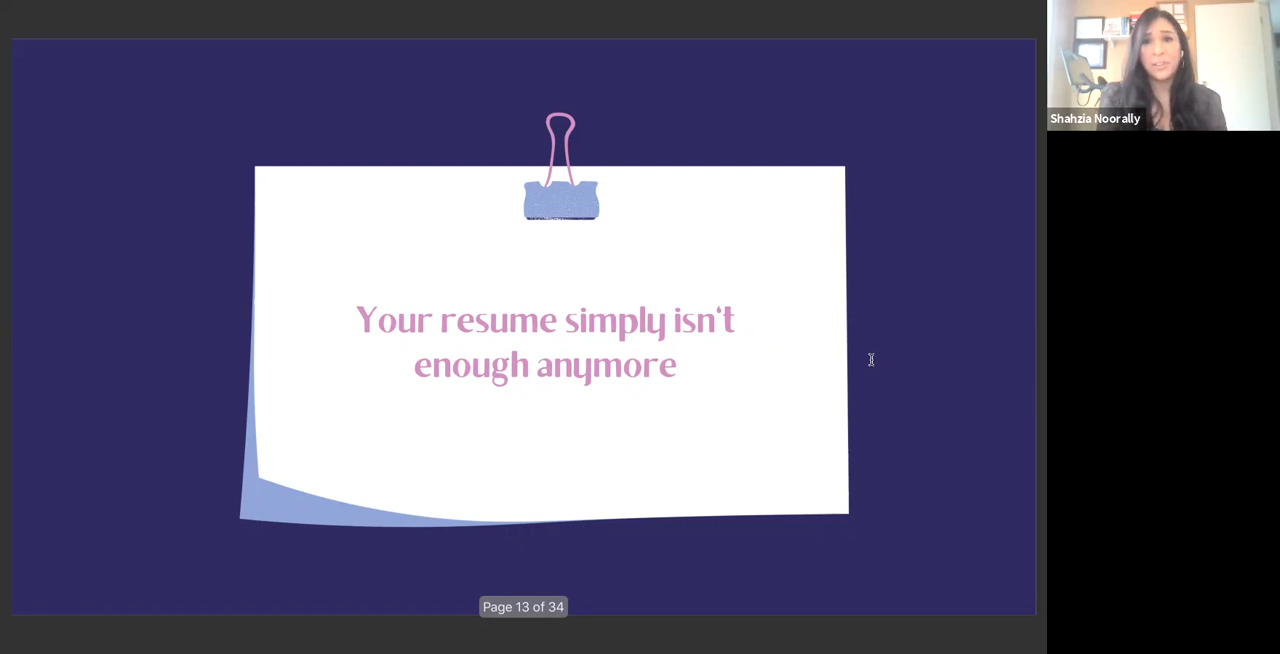 Your resume simply isn't
enough anymore
Page 13 of 34
Shahzia Noorally